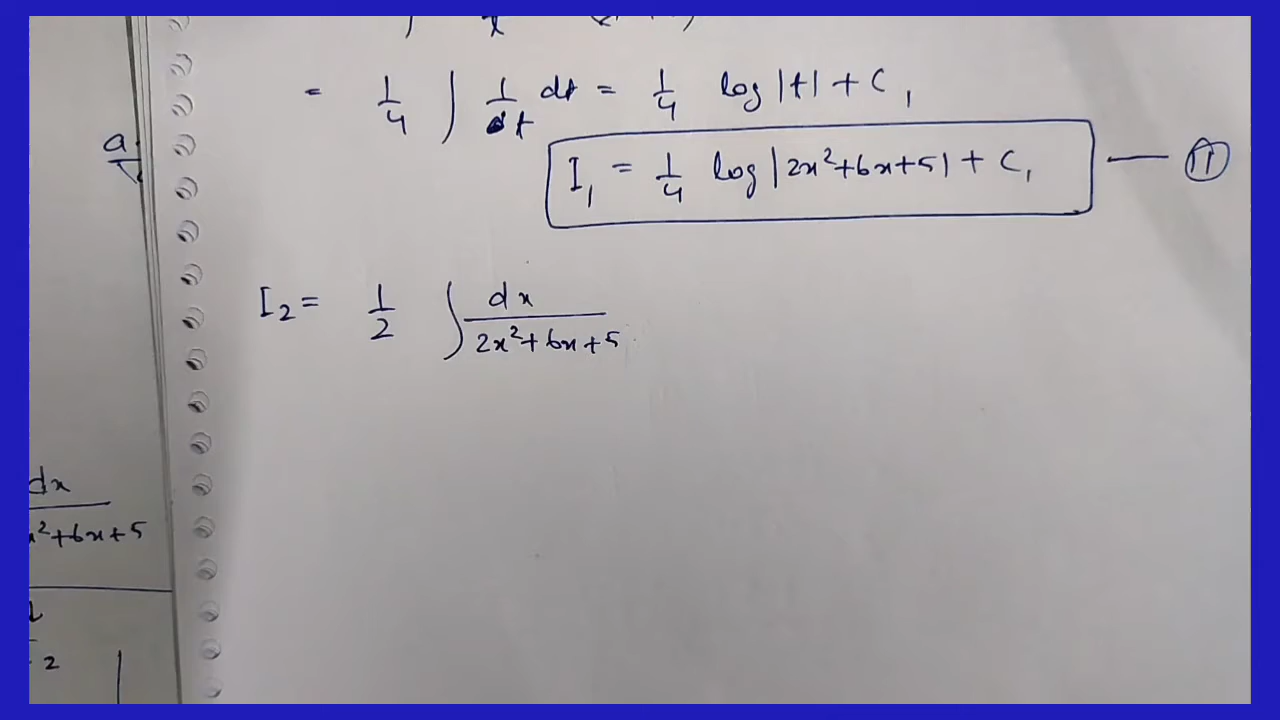 = 1/4 ∫ 1/t dt = 1/4 log |t| + C₁
I₁ = 1/4 log |2x²+6x+5| + C₁ — II
I₂ = 1/2 ∫ dx/2x²+6x+5
a
dx
x²+6x+5
2